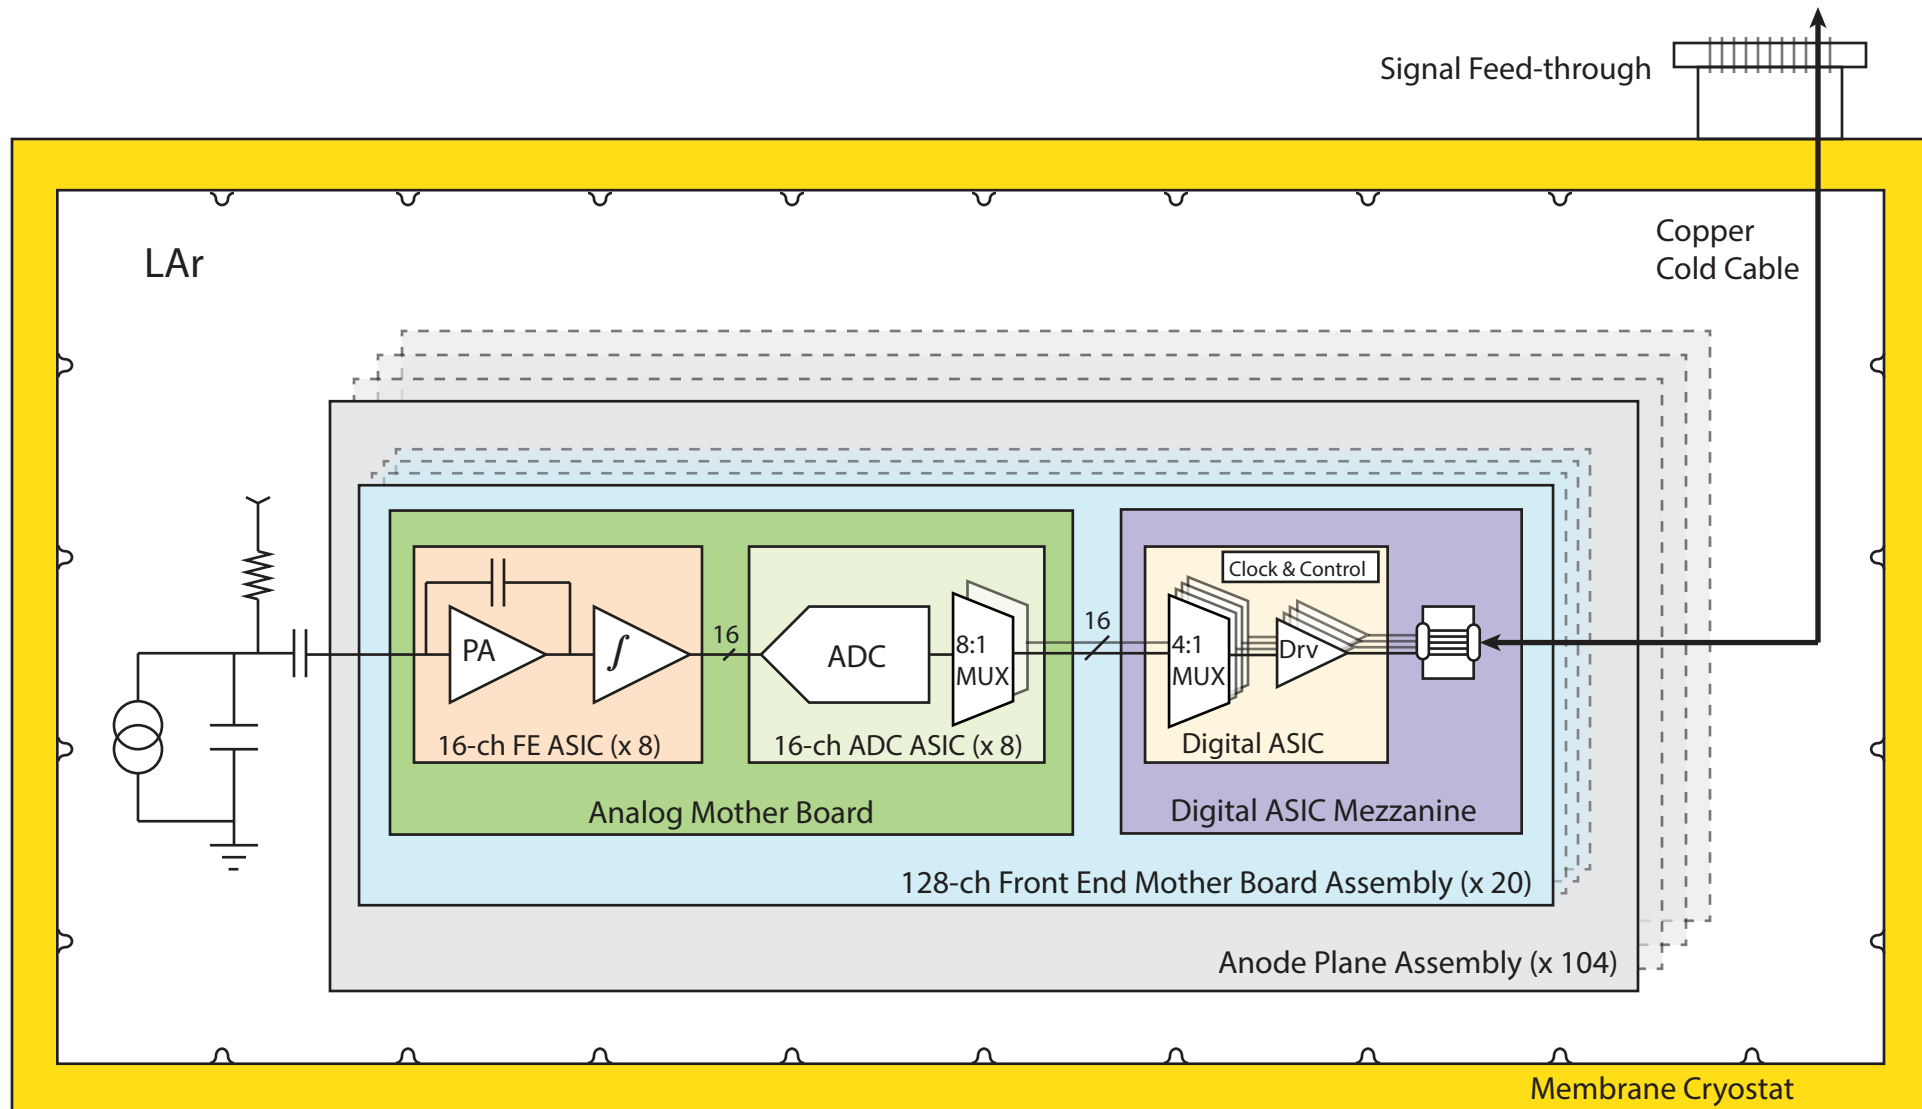 Signal Feed-through
Copper
Cold Cable
LAr
Clock & Control
PA
∫
16
ADC
8:1
MUX
16
4:1
MUX
Drv
16-ch FE ASIC (x 8)
16-ch ADC ASIC (x 8)
Digital ASIC
Analog Mother Board
Digital ASIC Mezzanine
128-ch Front End Mother Board Assembly (x 20)
Anode Plane Assembly (x 104)
Membrane Cryostat